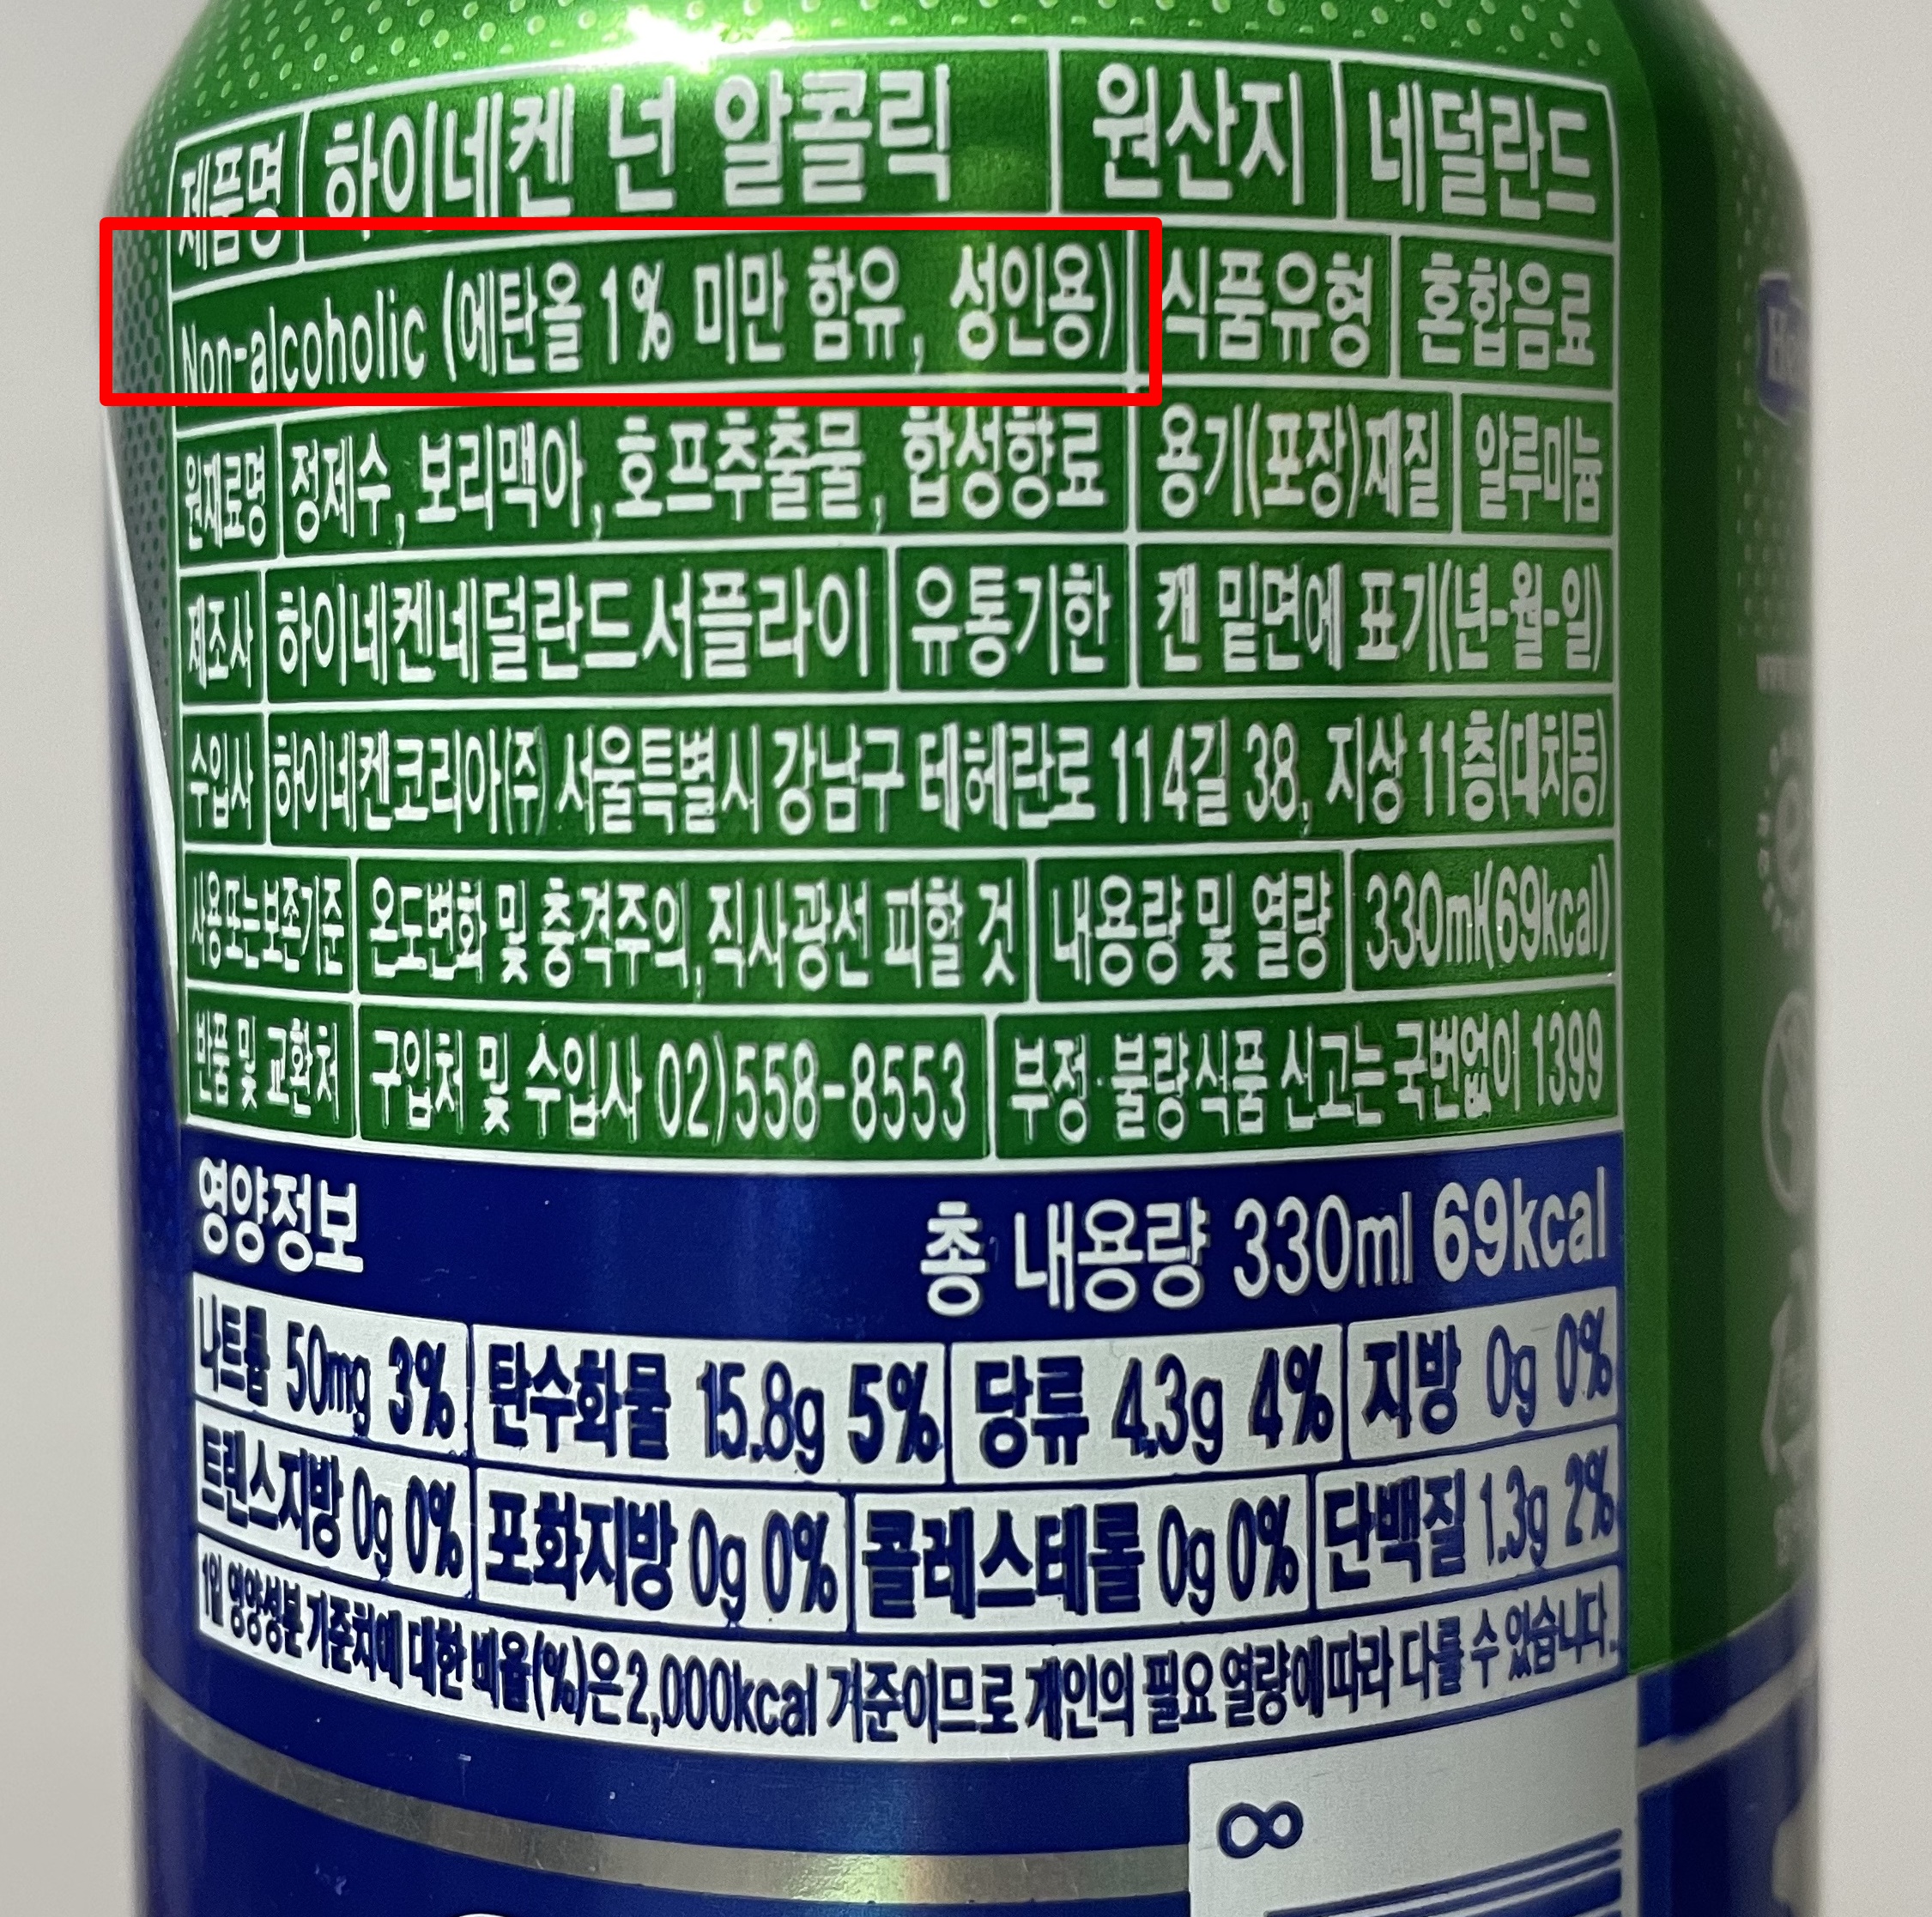 제품명 하이네켄 넌 알콜릭 원산지 네덜란드
Non-alcoholic (에탄올 1% 미만 함유, 성인용) 식품유형 혼합음료
원재료명 정제수, 보리맥아, 호프추출물, 합성향료 용기(포장)재질 알루미늄
제조사 하이네켄네덜란드서플라이 유통기한 캔 밑면에 표기(년-월-일)
수입사 하이네켄코리아(주) 서울특별시 강남구 테헤란로 114길 38, 지상 11층(대치동)
사용또는보존기준 온도변화 및 충격주의, 직사광선 피할 것 내용량 및 열량 330ml(69kcal)
반품 및 교환처 구입처 및 수입사 02)558-8553 부정·불량식품 신고는 국번없이 1399
영양정보 총 내용량 330ml 69kcal
나트륨 50mg 3% 탄수화물 15.8g 5% 당류 4.3g 4% 지방 0g 0%
트랜스지방 0g 0% 포화지방 0g 0% 콜레스테롤 0g 0% 단백질 1.3g 2%
1일 영양성분 기준치에 대한 비율(%)은 2,000kcal 기준이므로 개인의 필요 열량에 따라 다를 수 있습니다.
8